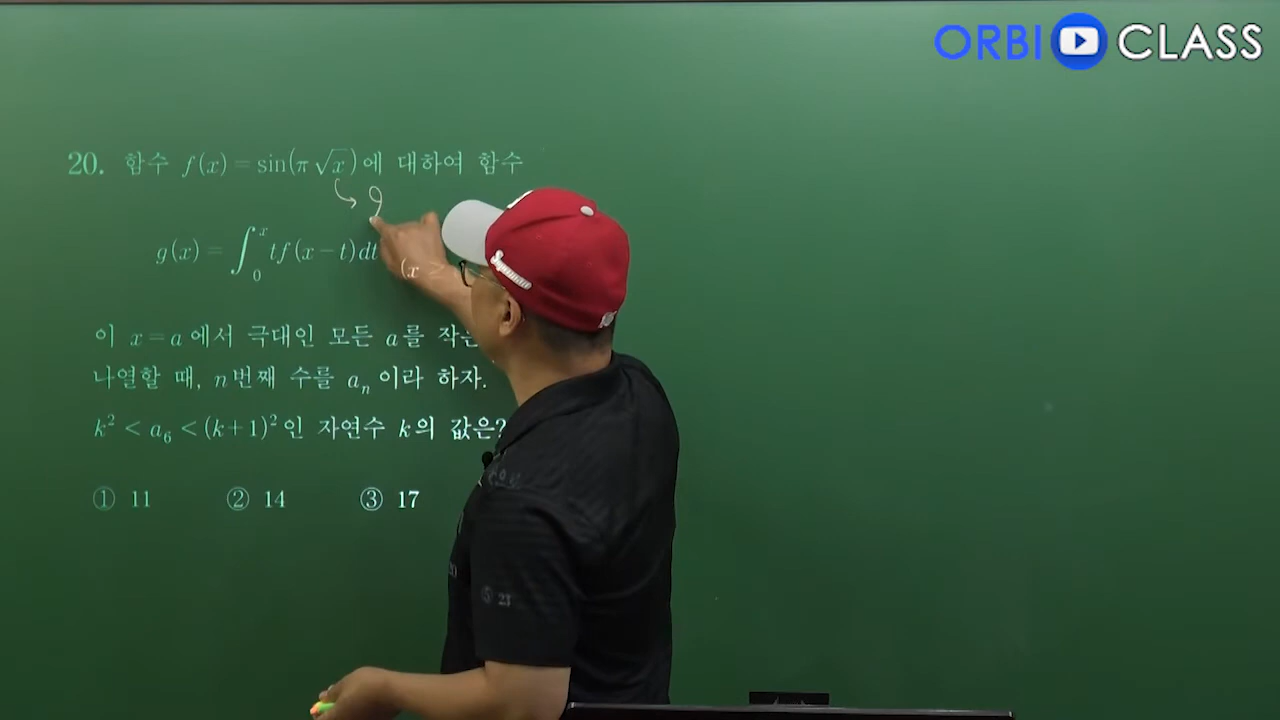 ORBI CLASS
20. 함수 f(x)=sin(π√x)에 대하여 함수
9
g(x)=∫₀ˣ tf(x−t)dt (x >
이 x=a에서 극대인 모든 a를 작은
나열할 때, n번째 수를 aₙ이라 하자.
k²<a₆<(k+1)²인 자연수 k의 값은?
① 11 ② 14 ③ 17
⑤ 23